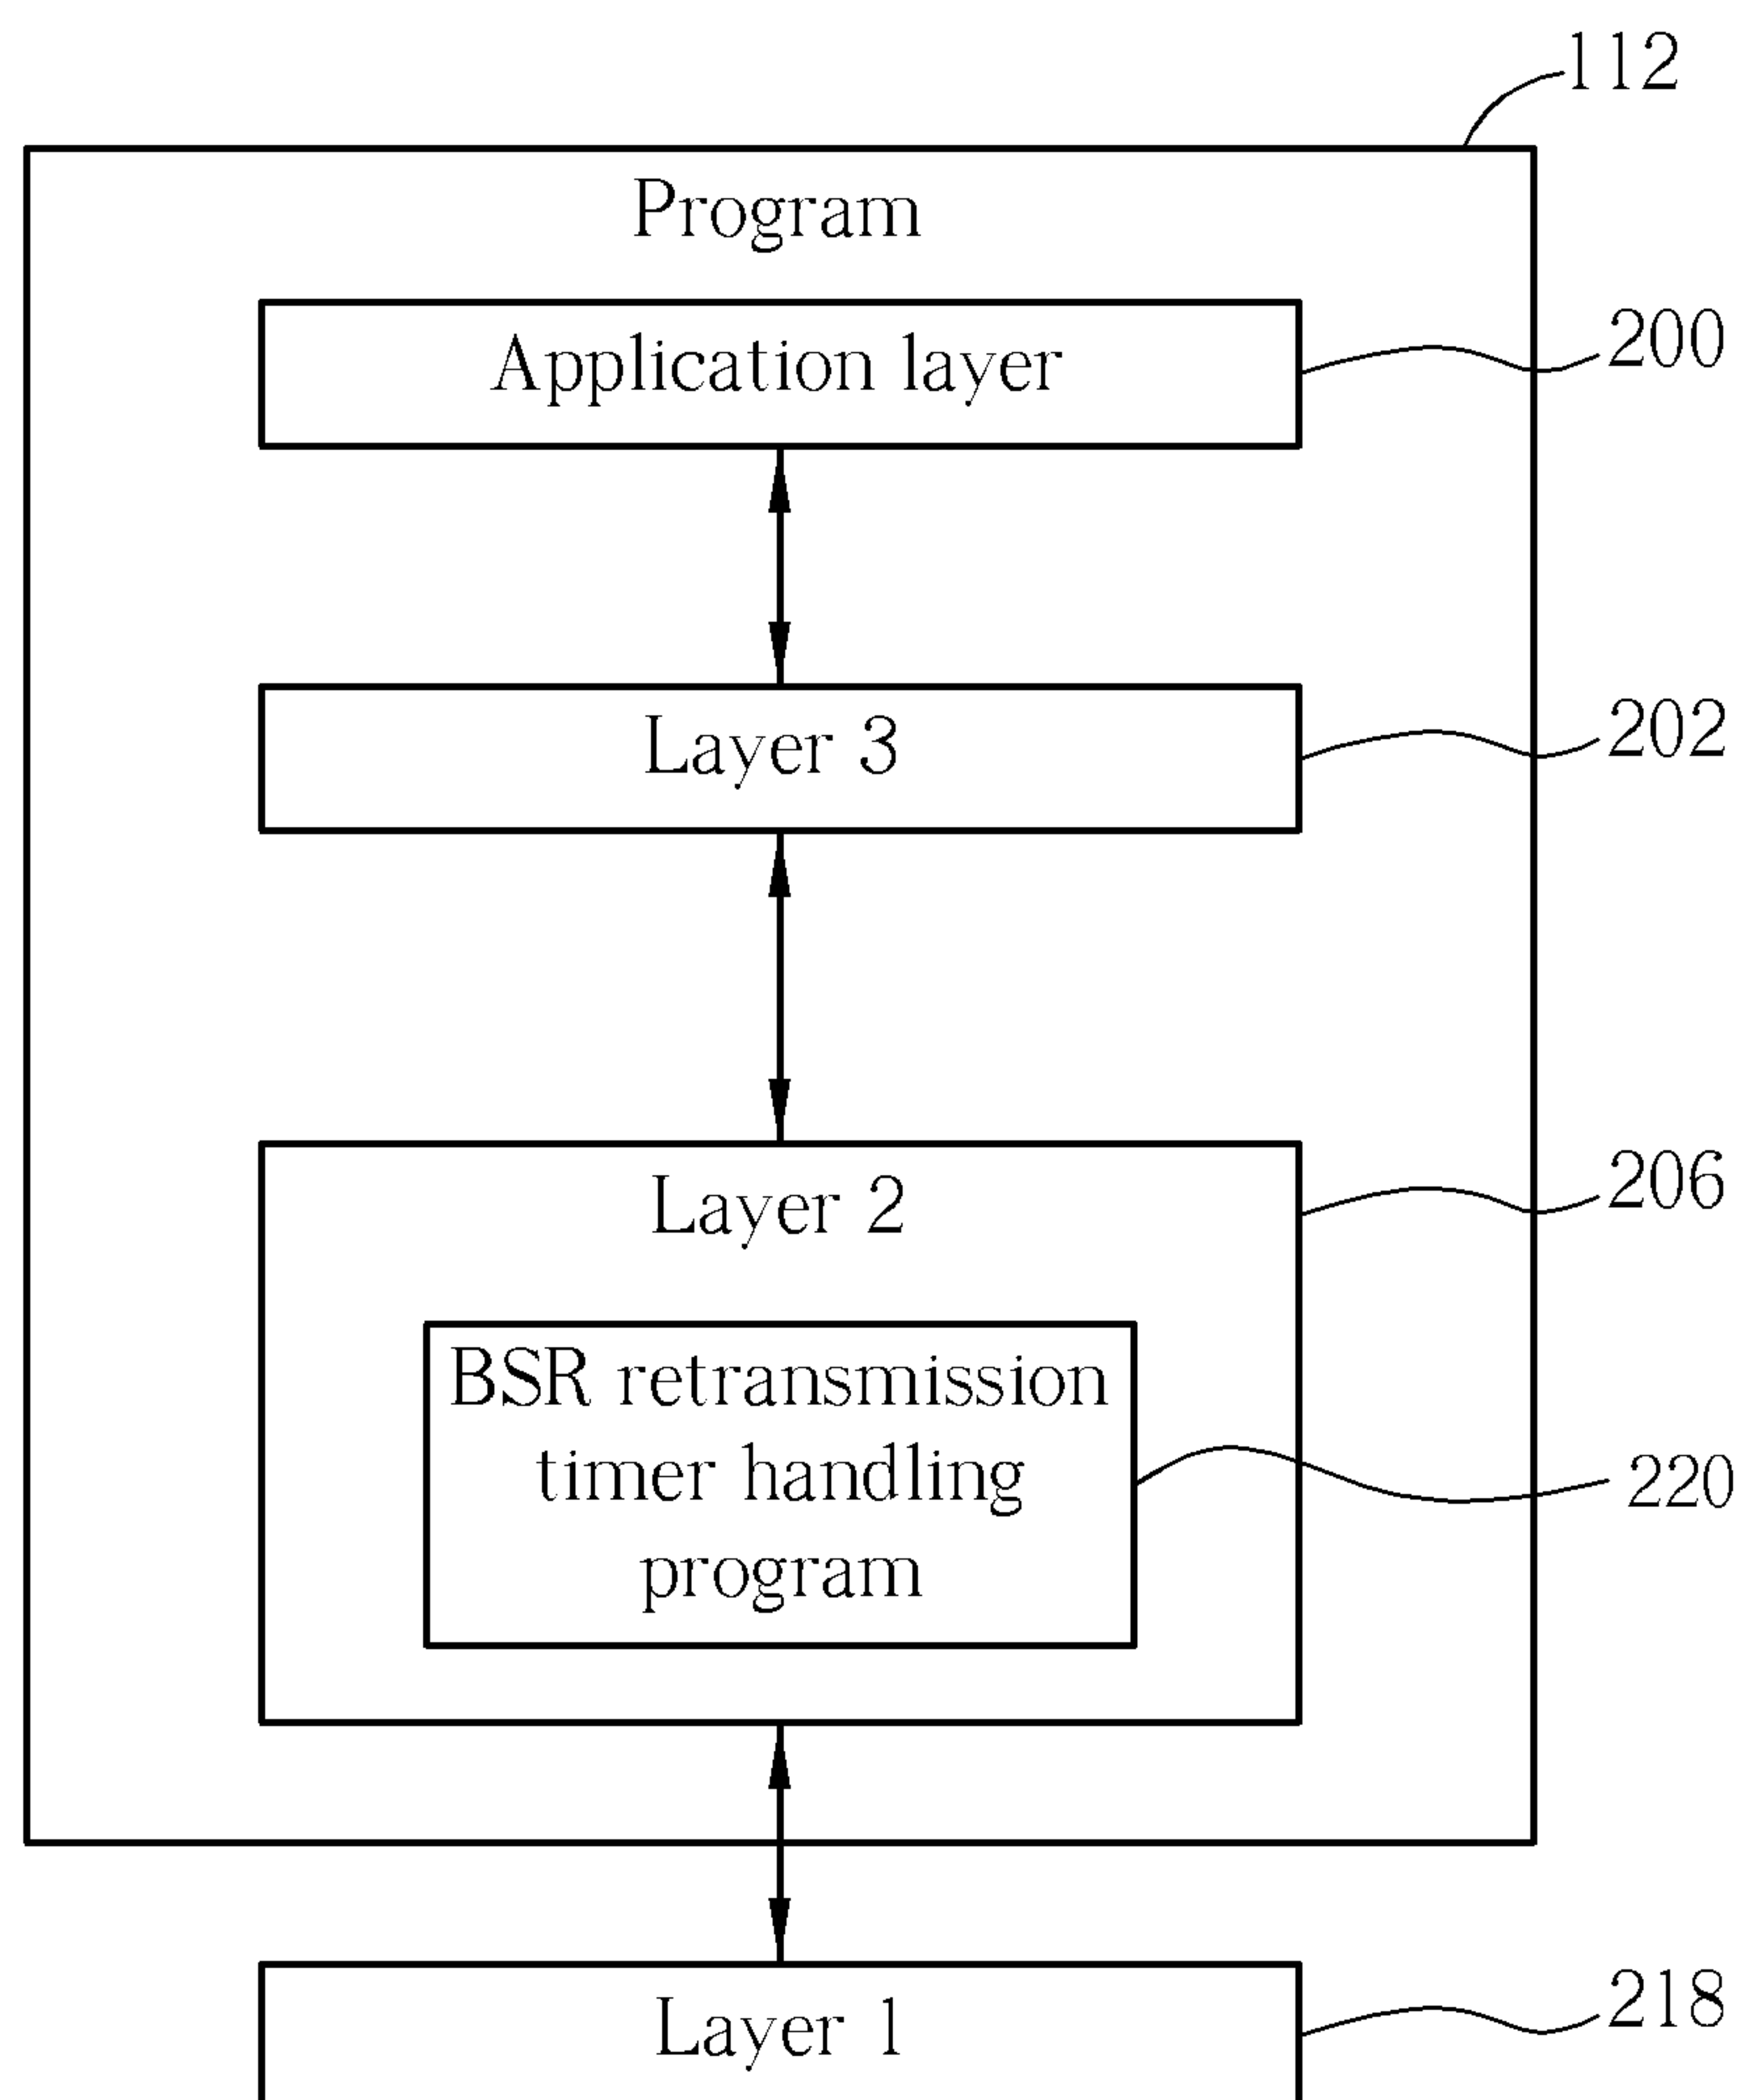 112
Program
Application layer
200
Layer 3
202
Layer 2
206
BSR retransmission
timer handling
program
220
Layer 1
218